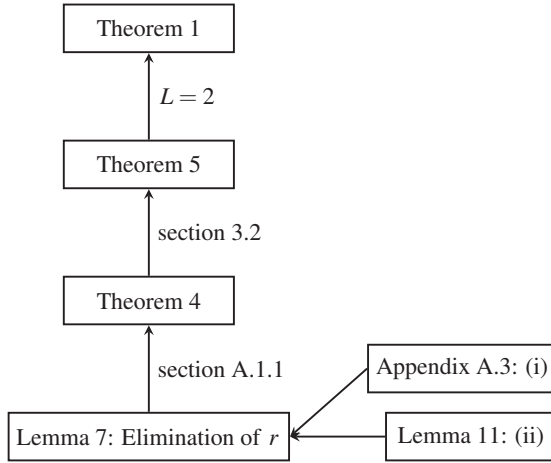 Theorem 1
L = 2
Theorem 5
section 3.2
Theorem 4
section A.1.1
Appendix A.3: (i)
Lemma 7: Elimination of r
Lemma 11: (ii)